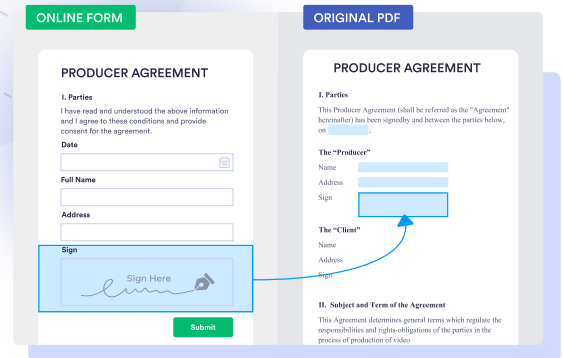 ONLINE FORM
PRODUCER AGREEMENT
I. Parties
I have read and understood the above information
and I agree to these conditions and provide
consent for the agreement.
Date
Full Name
Address
Sign
Sign Here
Submit
ORIGINAL PDF
PRODUCER AGREEMENT
I. Parties
This Producer Agreement (shall be referred as the "Agreement"
hereinafter) has been signedby and between the parties below,
on ;
The “Producer”
Name
Address
Sign
The “Client”
Name
Address
Sign
II. Subject and Term of the Agreement
This Agreement determines general terms which regulate the
responsibilities and rights-obligations of the parties in the
process of production of video